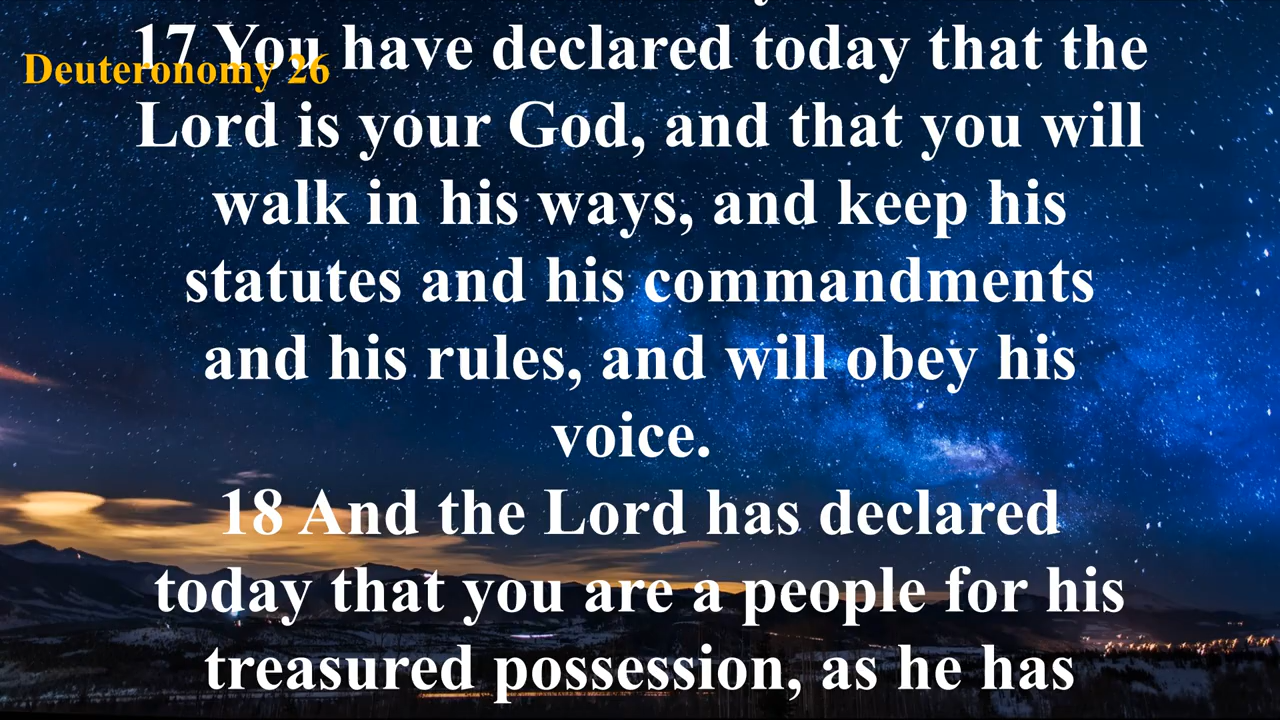 Deuteronomy 26
17 You have declared today that the
Lord is your God, and that you will
walk in his ways, and keep his
statutes and his commandments
and his rules, and will obey his
voice.
18 And the Lord has declared
today that you are a people for his
treasured possession, as he has